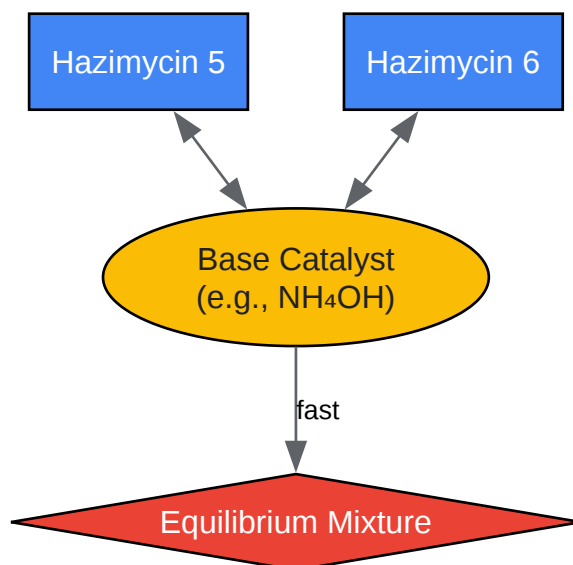 Hazimycin 5
Hazimycin 6
Base Catalyst
(e.g., NH₄OH)
fast
Equilibrium Mixture